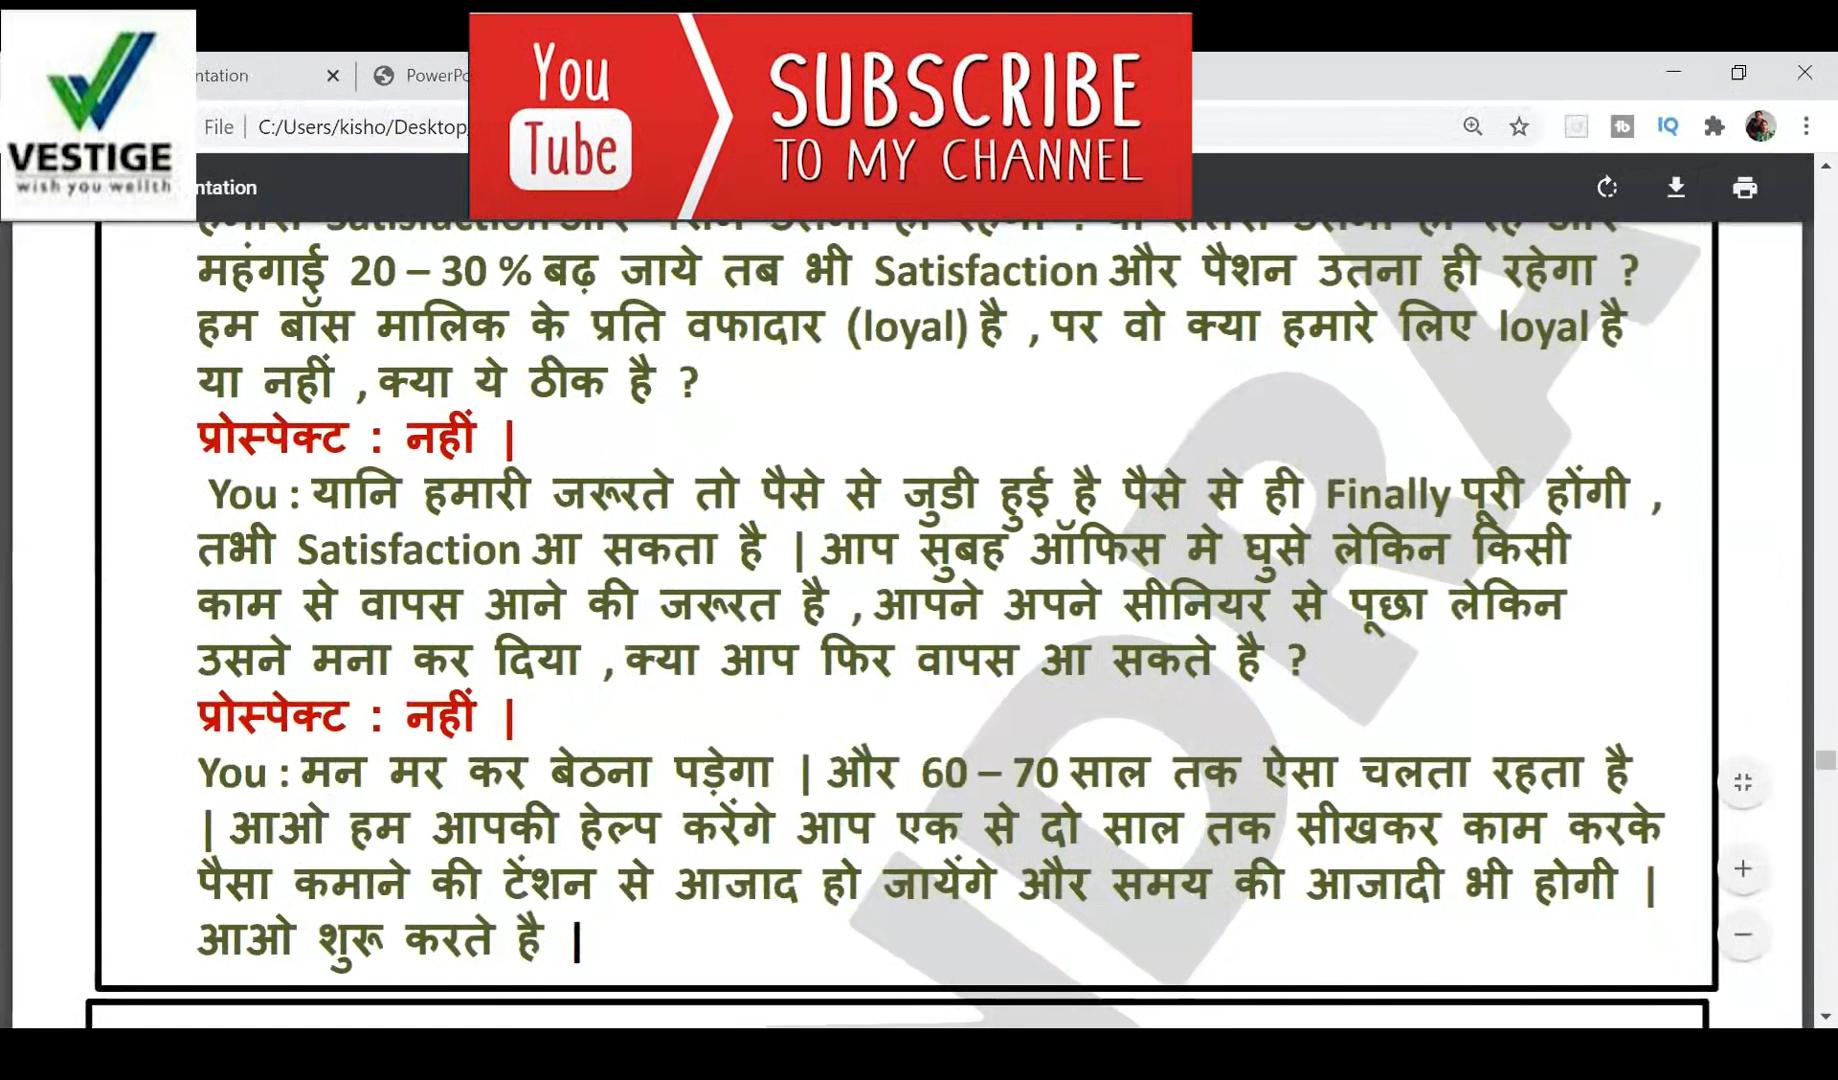 VESTIGE
wish you wellth
ntation
PowerPo
You
Tube
SUBSCRIBE
TO MY CHANNEL
File
C:/Users/kisho/Desktop
IQ
ntation
Satisfaction और
महंगाई 20 – 30 % बढ़ जाये तब भी Satisfaction और पैशन उतना ही रहेगा ?
हम बॉस मालिक के प्रति वफादार (loyal) है , पर वो क्या हमारे लिए loyal है
या नहीं , क्या ये ठीक है ?
प्रोस्पेक्ट : नहीं |
You : यानि हमारी जरूरते तो पैसे से जुडी हुई है पैसे से ही Finally पूरी होंगी ,
तभी Satisfaction आ सकता है | आप सुबह ऑफिस मे घुसे लेकिन किसी
काम से वापस आने की जरूरत है , आपने अपने सीनियर से पूछा लेकिन
उसने मना कर दिया , क्या आप फिर वापस आ सकते है ?
प्रोस्पेक्ट : नहीं |
You : मन मर कर बेठना पड़ेगा | और 60 – 70 साल तक ऐसा चलता रहता है
| आओ हम आपकी हेल्प करेंगे आप एक से दो साल तक सीखकर काम करके
पैसा कमाने की टेंशन से आजाद हो जायेंगे और समय की आजादी भी होगी |
आओ शुरू करते है |